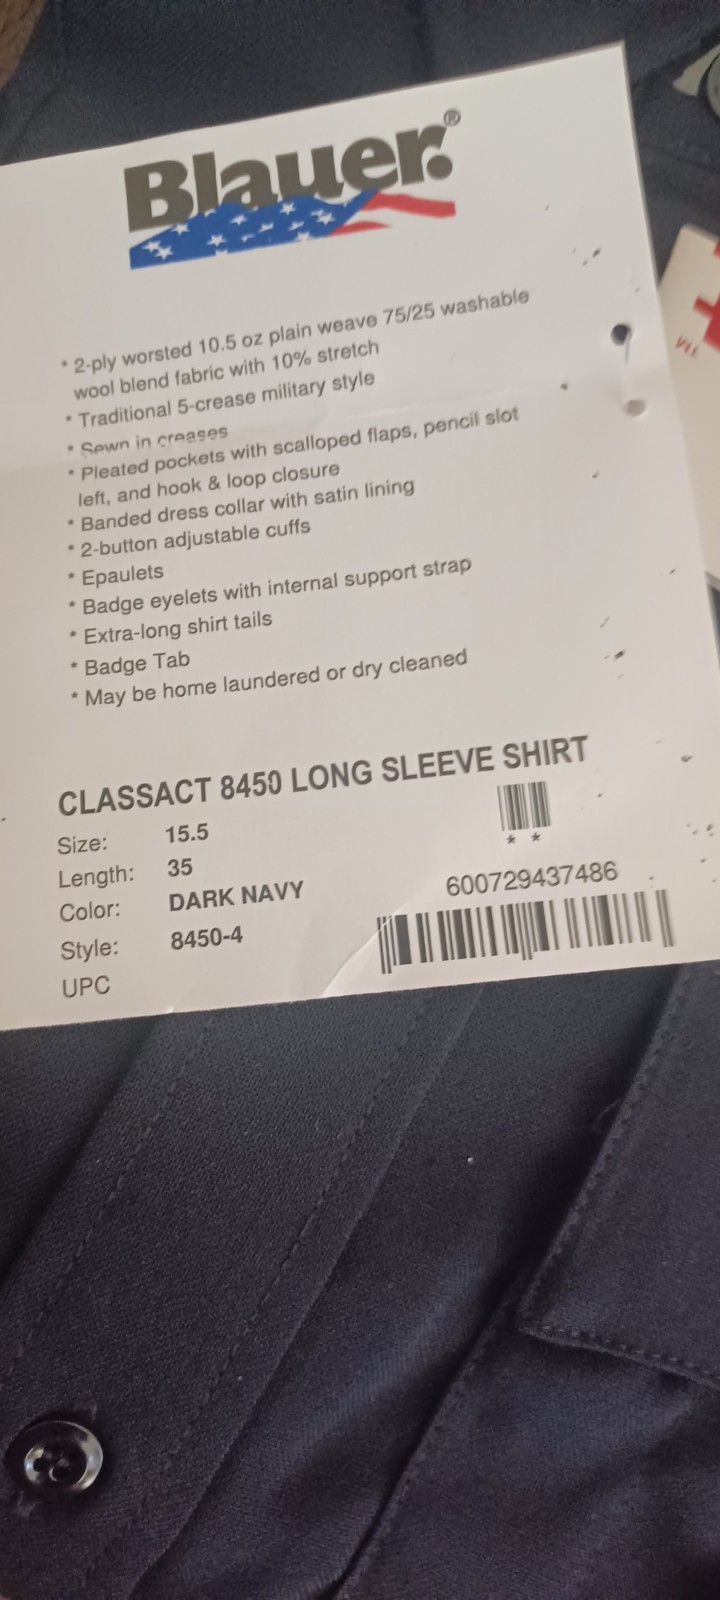 Blauer.®
* 2-ply worsted 10.5 oz plain weave 75/25 washable
wool blend fabric with 10% stretch
* Traditional 5-crease military style
* Sewn in creases
* Pleated pockets with scalloped flaps, pencil slot
left, and hook & loop closure
* Banded dress collar with satin lining
* 2-button adjustable cuffs
* Epaulets
* Badge eyelets with internal support strap
* Extra-long shirt tails
* Badge Tab
* May be home laundered or dry cleaned
CLASSACT 8450 LONG SLEEVE SHIRT
Size: 15.5
Length: 35
Color: DARK NAVY
Style: 8450-4
UPC
* *
600729437486